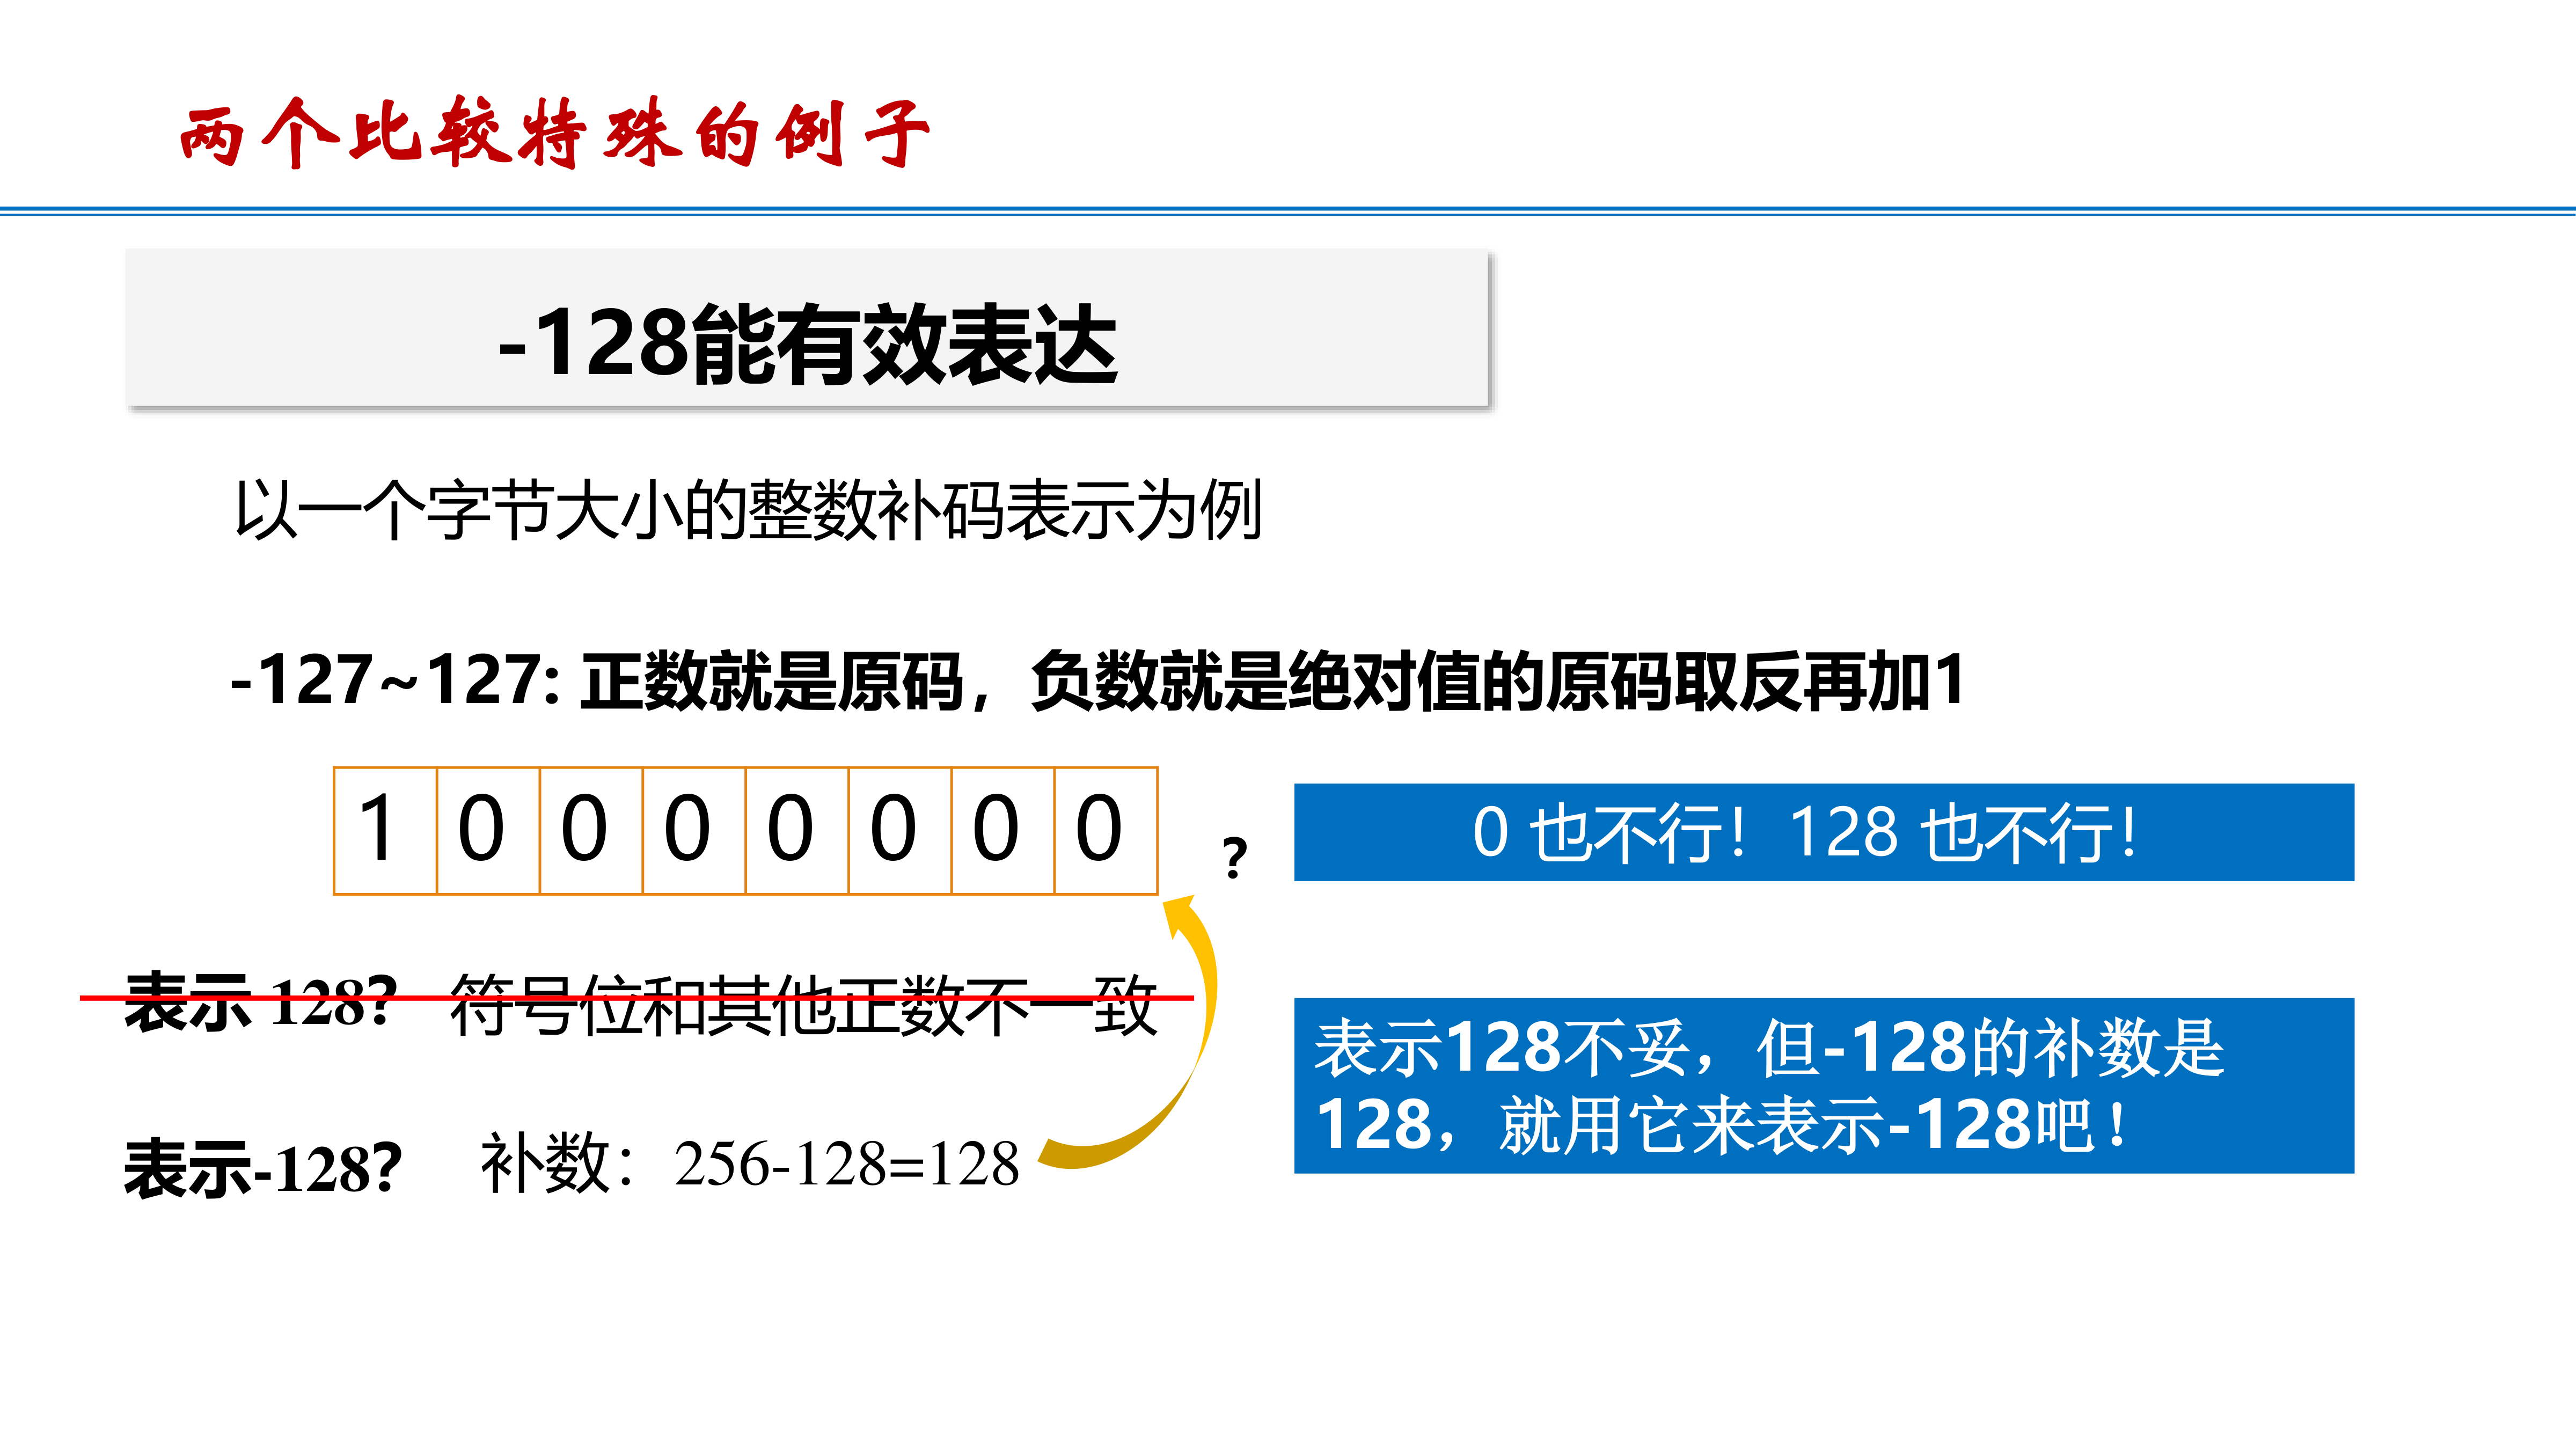 两个比较特殊的例子
-128能有效表达
以一个字节大小的整数补码表示为例
-127~127: 正数就是原码，负数就是绝对值的原码取反再加1
1 0 0 0 0 0 0 0 ?
0 也不行！128 也不行！
表示 128? 符号位和其他正数不一致
表示128不妥，但-128的补数是
128，就用它来表示-128吧！
表示-128? 补数：256-128=128